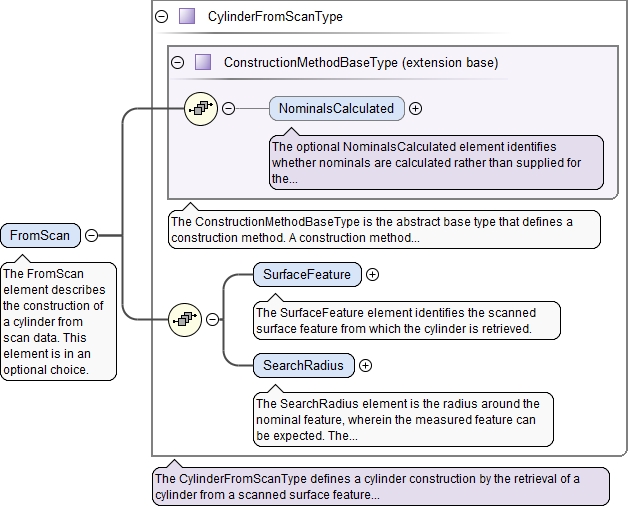 CylinderFromScanType
ConstructionMethodBaseType (extension base)
NominalsCalculated
The optional NominalsCalculated element identifies
whether nominals are calculated rather than supplied for
the...
The ConstructionMethodBaseType is the abstract base type that defines a
construction method. A construction method...
FromScan
The FromScan
element describes
the construction of
a cylinder from
scan data. This
element is in an
optional choice.
SurfaceFeature
The SurfaceFeature element identifies the scanned
surface feature from which the cylinder is retrieved.
SearchRadius
The SearchRadius element is the radius around the
nominal feature, wherein the measured feature can
be expected. The...
The CylinderFromScanType defines a cylinder construction by the retrieval of a
cylinder from a scanned surface feature...